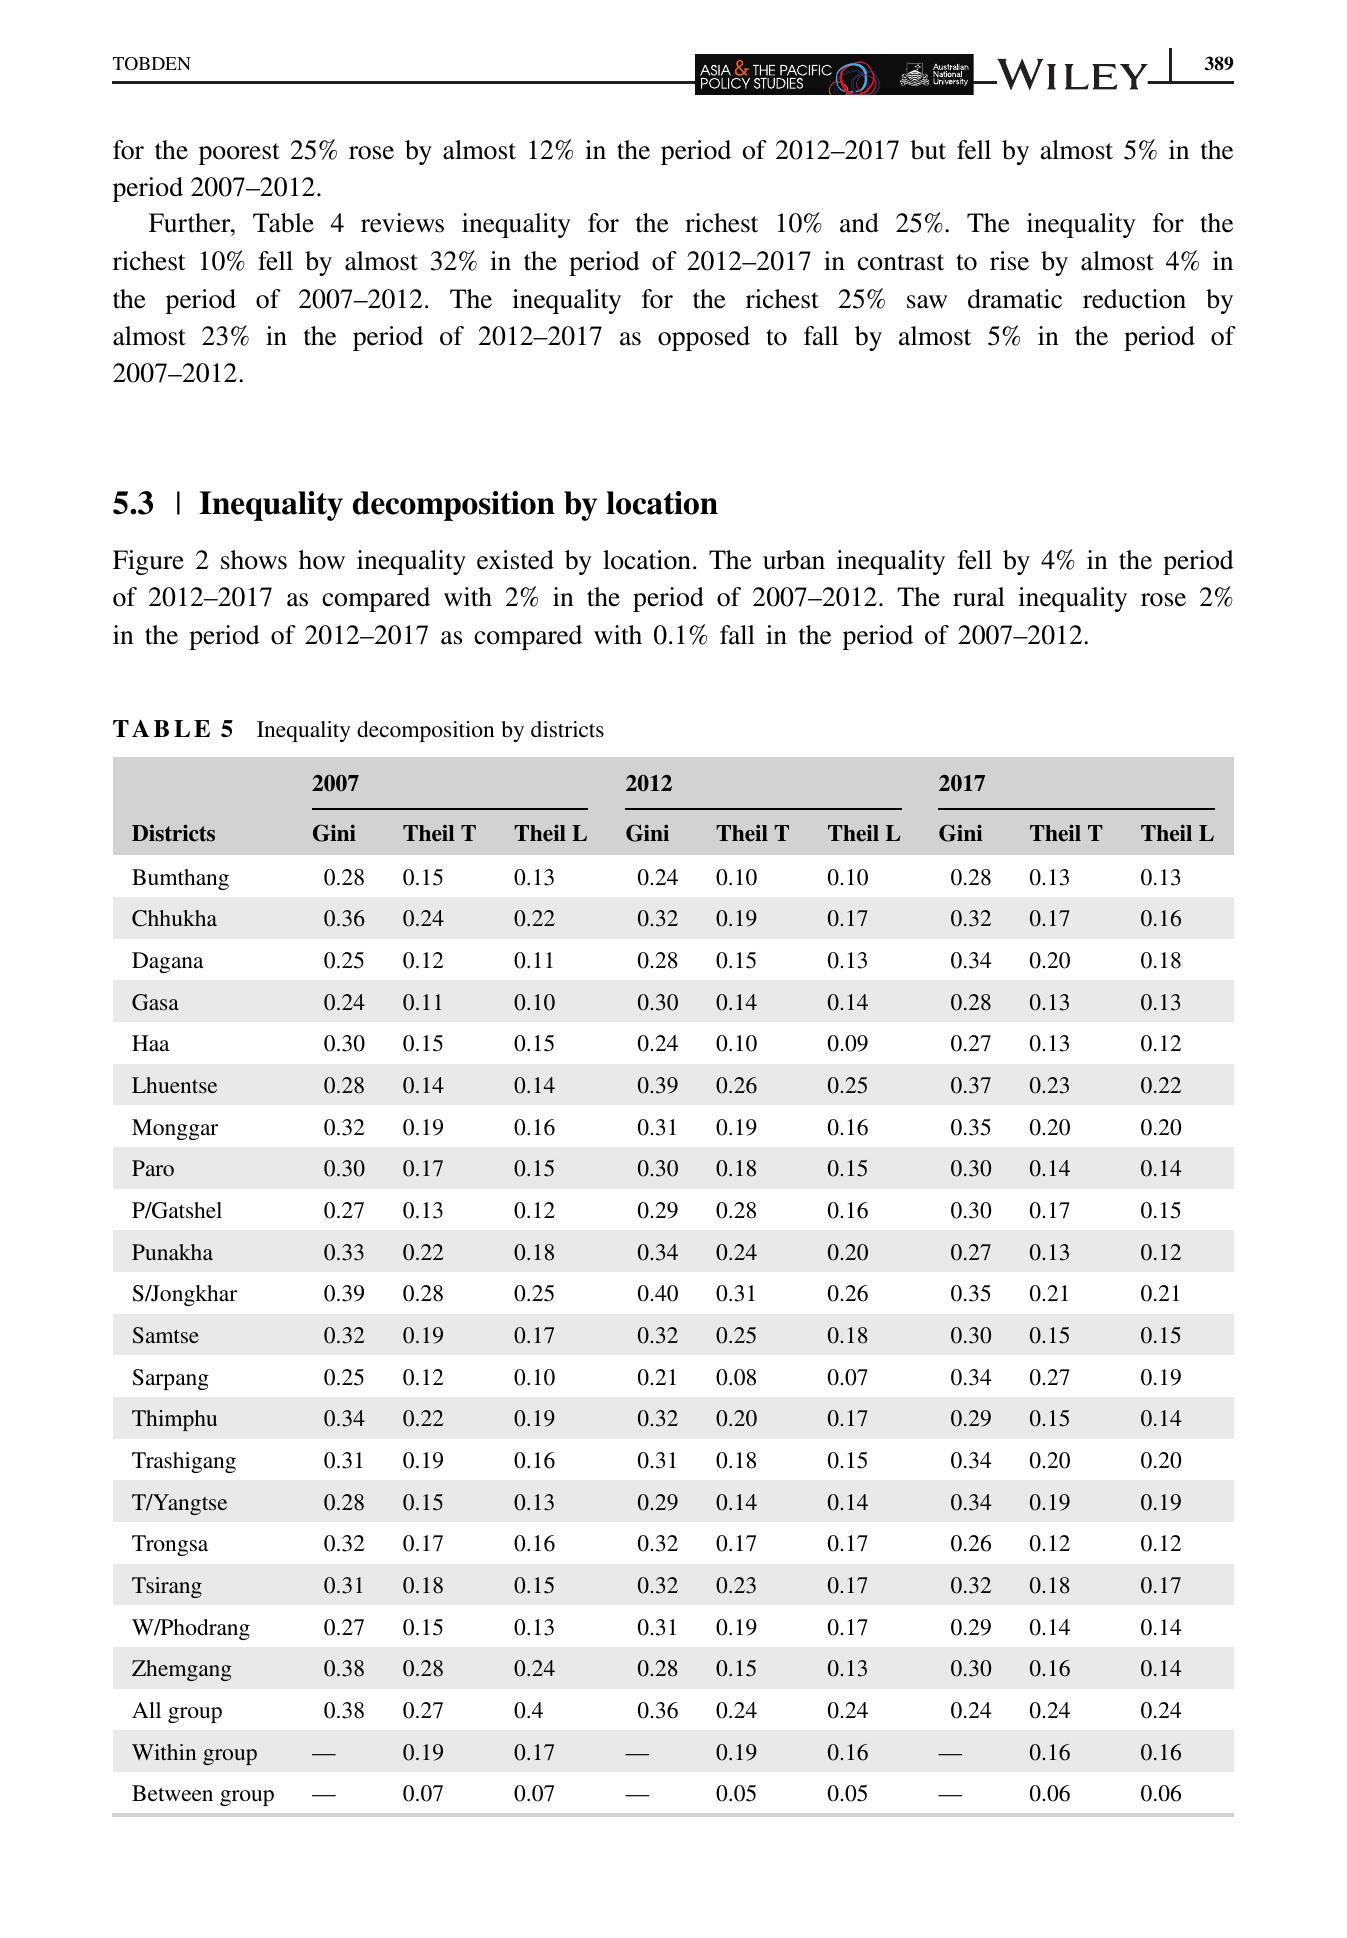 TOBDEN
ASIA & THE PACIFIC
POLICY STUDIES
Australian
National
University
WILEY
389
for the poorest 25% rose by almost 12% in the period of 2012–2017 but fell by almost 5% in the
period 2007–2012.
Further, Table 4 reviews inequality for the richest 10% and 25%. The inequality for the
richest 10% fell by almost 32% in the period of 2012–2017 in contrast to rise by almost 4% in
the period of 2007–2012. The inequality for the richest 25% saw dramatic reduction by
almost 23% in the period of 2012–2017 as opposed to fall by almost 5% in the period of
2007–2012.
5.3 | Inequality decomposition by location
Figure 2 shows how inequality existed by location. The urban inequality fell by 4% in the period
of 2012–2017 as compared with 2% in the period of 2007–2012. The rural inequality rose 2%
in the period of 2012–2017 as compared with 0.1% fall in the period of 2007–2012.
TABLE 5 Inequality decomposition by districts
2007 2012 2017
Districts Gini Theil T Theil L Gini Theil T Theil L Gini Theil T Theil L
Bumthang 0.28 0.15 0.13 0.24 0.10 0.10 0.28 0.13 0.13
Chhukha 0.36 0.24 0.22 0.32 0.19 0.17 0.32 0.17 0.16
Dagana 0.25 0.12 0.11 0.28 0.15 0.13 0.34 0.20 0.18
Gasa 0.24 0.11 0.10 0.30 0.14 0.14 0.28 0.13 0.13
Haa 0.30 0.15 0.15 0.24 0.10 0.09 0.27 0.13 0.12
Lhuentse 0.28 0.14 0.14 0.39 0.26 0.25 0.37 0.23 0.22
Monggar 0.32 0.19 0.16 0.31 0.19 0.16 0.35 0.20 0.20
Paro 0.30 0.17 0.15 0.30 0.18 0.15 0.30 0.14 0.14
P/Gatshel 0.27 0.13 0.12 0.29 0.28 0.16 0.30 0.17 0.15
Punakha 0.33 0.22 0.18 0.34 0.24 0.20 0.27 0.13 0.12
S/Jongkhar 0.39 0.28 0.25 0.40 0.31 0.26 0.35 0.21 0.21
Samtse 0.32 0.19 0.17 0.32 0.25 0.18 0.30 0.15 0.15
Sarpang 0.25 0.12 0.10 0.21 0.08 0.07 0.34 0.27 0.19
Thimphu 0.34 0.22 0.19 0.32 0.20 0.17 0.29 0.15 0.14
Trashigang 0.31 0.19 0.16 0.31 0.18 0.15 0.34 0.20 0.20
T/Yangtse 0.28 0.15 0.13 0.29 0.14 0.14 0.34 0.19 0.19
Trongsa 0.32 0.17 0.16 0.32 0.17 0.17 0.26 0.12 0.12
Tsirang 0.31 0.18 0.15 0.32 0.23 0.17 0.32 0.18 0.17
W/Phodrang 0.27 0.15 0.13 0.31 0.19 0.17 0.29 0.14 0.14
Zhemgang 0.38 0.28 0.24 0.28 0.15 0.13 0.30 0.16 0.14
All group 0.38 0.27 0.4 0.36 0.24 0.24 0.24 0.24 0.24
Within group — 0.19 0.17 — 0.19 0.16 — 0.16 0.16
Between group — 0.07 0.07 — 0.05 0.05 — 0.06 0.06